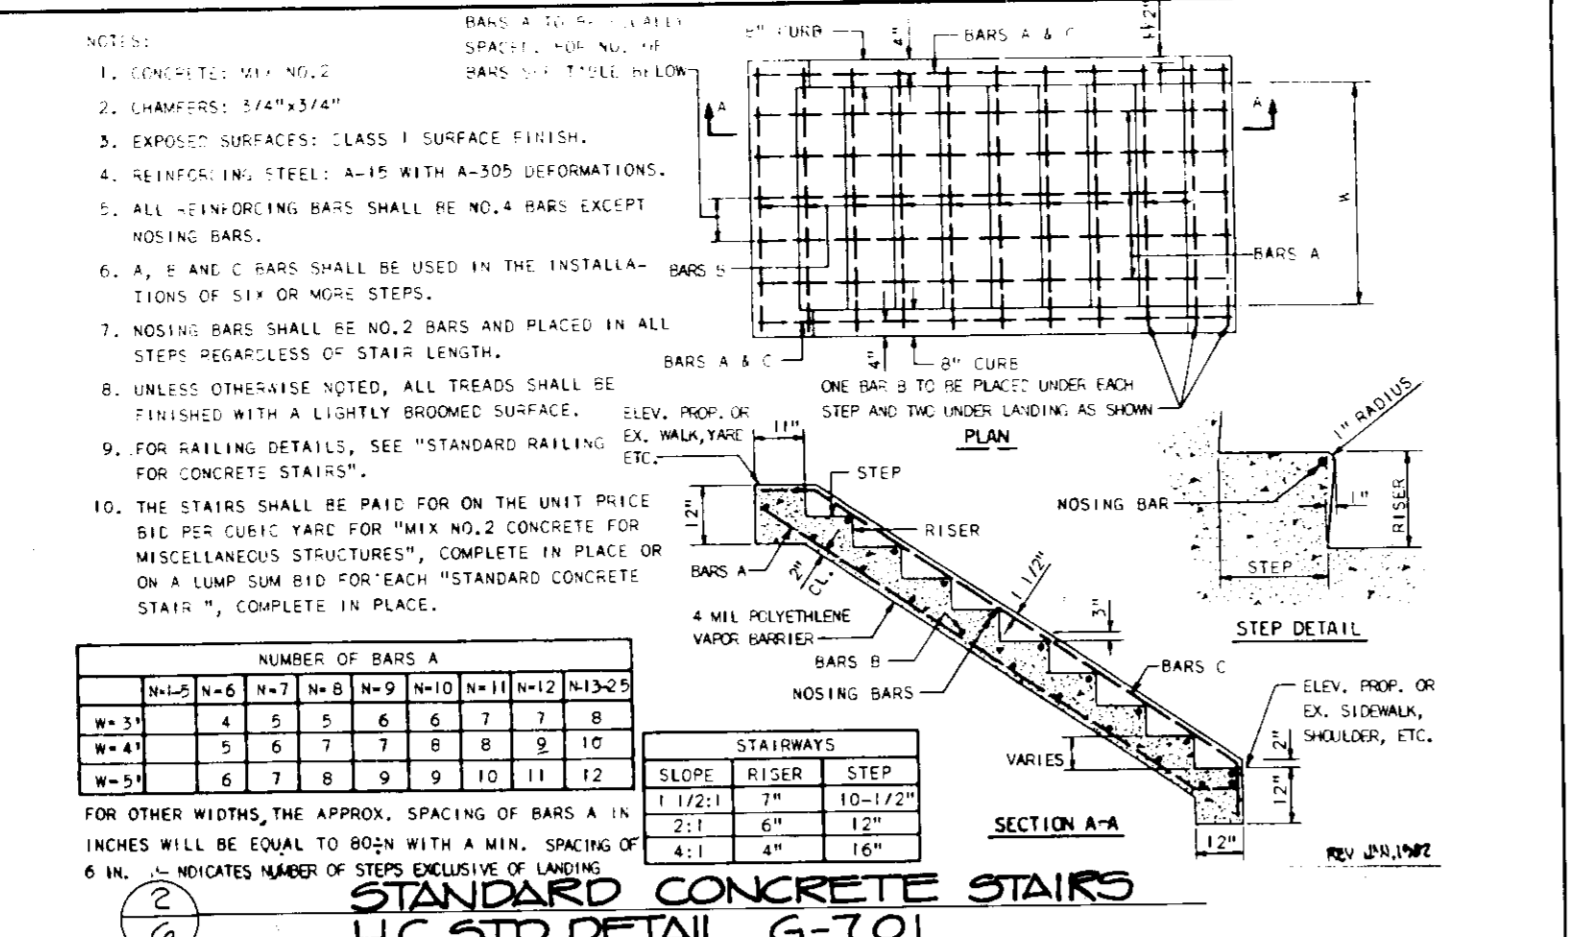 NOTES:
1. CONCRETE: MIX NO.2
2. CHAMFERS: 3/4"x3/4"
3. EXPOSED SURFACES: CLASS I SURFACE FINISH.
4. REINFORCING STEEL: A-15 WITH A-305 DEFORMATIONS.
5. ALL REINFORCING BARS SHALL BE NO.4 BARS EXCEPT
NOSING BARS.
6. A, B AND C BARS SHALL BE USED IN THE INSTALLA-
TIONS OF SIX OR MORE STEPS.
7. NOSING BARS SHALL BE NO.2 BARS AND PLACED IN ALL
STEPS REGARDLESS OF STAIR LENGTH.
8. UNLESS OTHERWISE NOTED, ALL TREADS SHALL BE
FINISHED WITH A LIGHTLY BROOMED SURFACE.
9. FOR RAILING DETAILS, SEE "STANDARD RAILING
FOR CONCRETE STAIRS".
10. THE STAIRS SHALL BE PAID FOR ON THE UNIT PRICE
BID PER CUBIC YARD FOR "MIX NO.2 CONCRETE FOR
MISCELLANEOUS STRUCTURES", COMPLETE IN PLACE OR
ON A LUMP SUM BID FOR EACH "STANDARD CONCRETE
STAIR ", COMPLETE IN PLACE.
BARS A TO BE EQUALLY
SPACED. FOR NO. OF
BARS SEE TABLE BELOW
8" CURB
4"
BARS A & C
1 1/2"
A
A
W
BARS B
BARS A
BARS A & C
4"
8" CURB
ONE BAR B TO BE PLACED UNDER EACH
STEP AND TWO UNDER LANDING AS SHOWN
PLAN
ELEV. PROP. OR
EX. WALK, YARD
ETC.
11"
STEP
12"
RISER
BARS A
2"
CL.
1 1/2"
4 MIL POLYETHLENE
VAPOR BARRIER
3"
BARS B
BARS C
NOSING BARS
VARIES
ELEV. PROP. OR
EX. SIDEWALK,
SHOULDER, ETC.
2"
12"
12"
SECTION A-A
1" RADIUS
NOSING BAR
1"
RISER
STEP
STEP DETAIL
NUMBER OF BARS A
N=1-5 N=6 N=7 N=8 N=9 N=10 N=11 N=12 N-13-25
W=3' 4 5 5 6 6 7 7 8
W=4' 5 6 7 7 8 8 9 10
W-5' 6 7 8 9 9 10 11 12
FOR OTHER WIDTHS, THE APPROX. SPACING OF BARS A IN
INCHES WILL BE EQUAL TO 80÷N WITH A MIN. SPACING OF
6 IN. NDICATES NUMBER OF STEPS EXCLUSIVE OF LANDING
STAIRWAYS
SLOPE RISER STEP
1 1/2:1 7" 10-1/2"
2:1 6" 12"
4:1 4" 16"
REV JAN, 1982
2
6
STANDARD CONCRETE STAIRS
H.C. STD DETAIL G-7.01